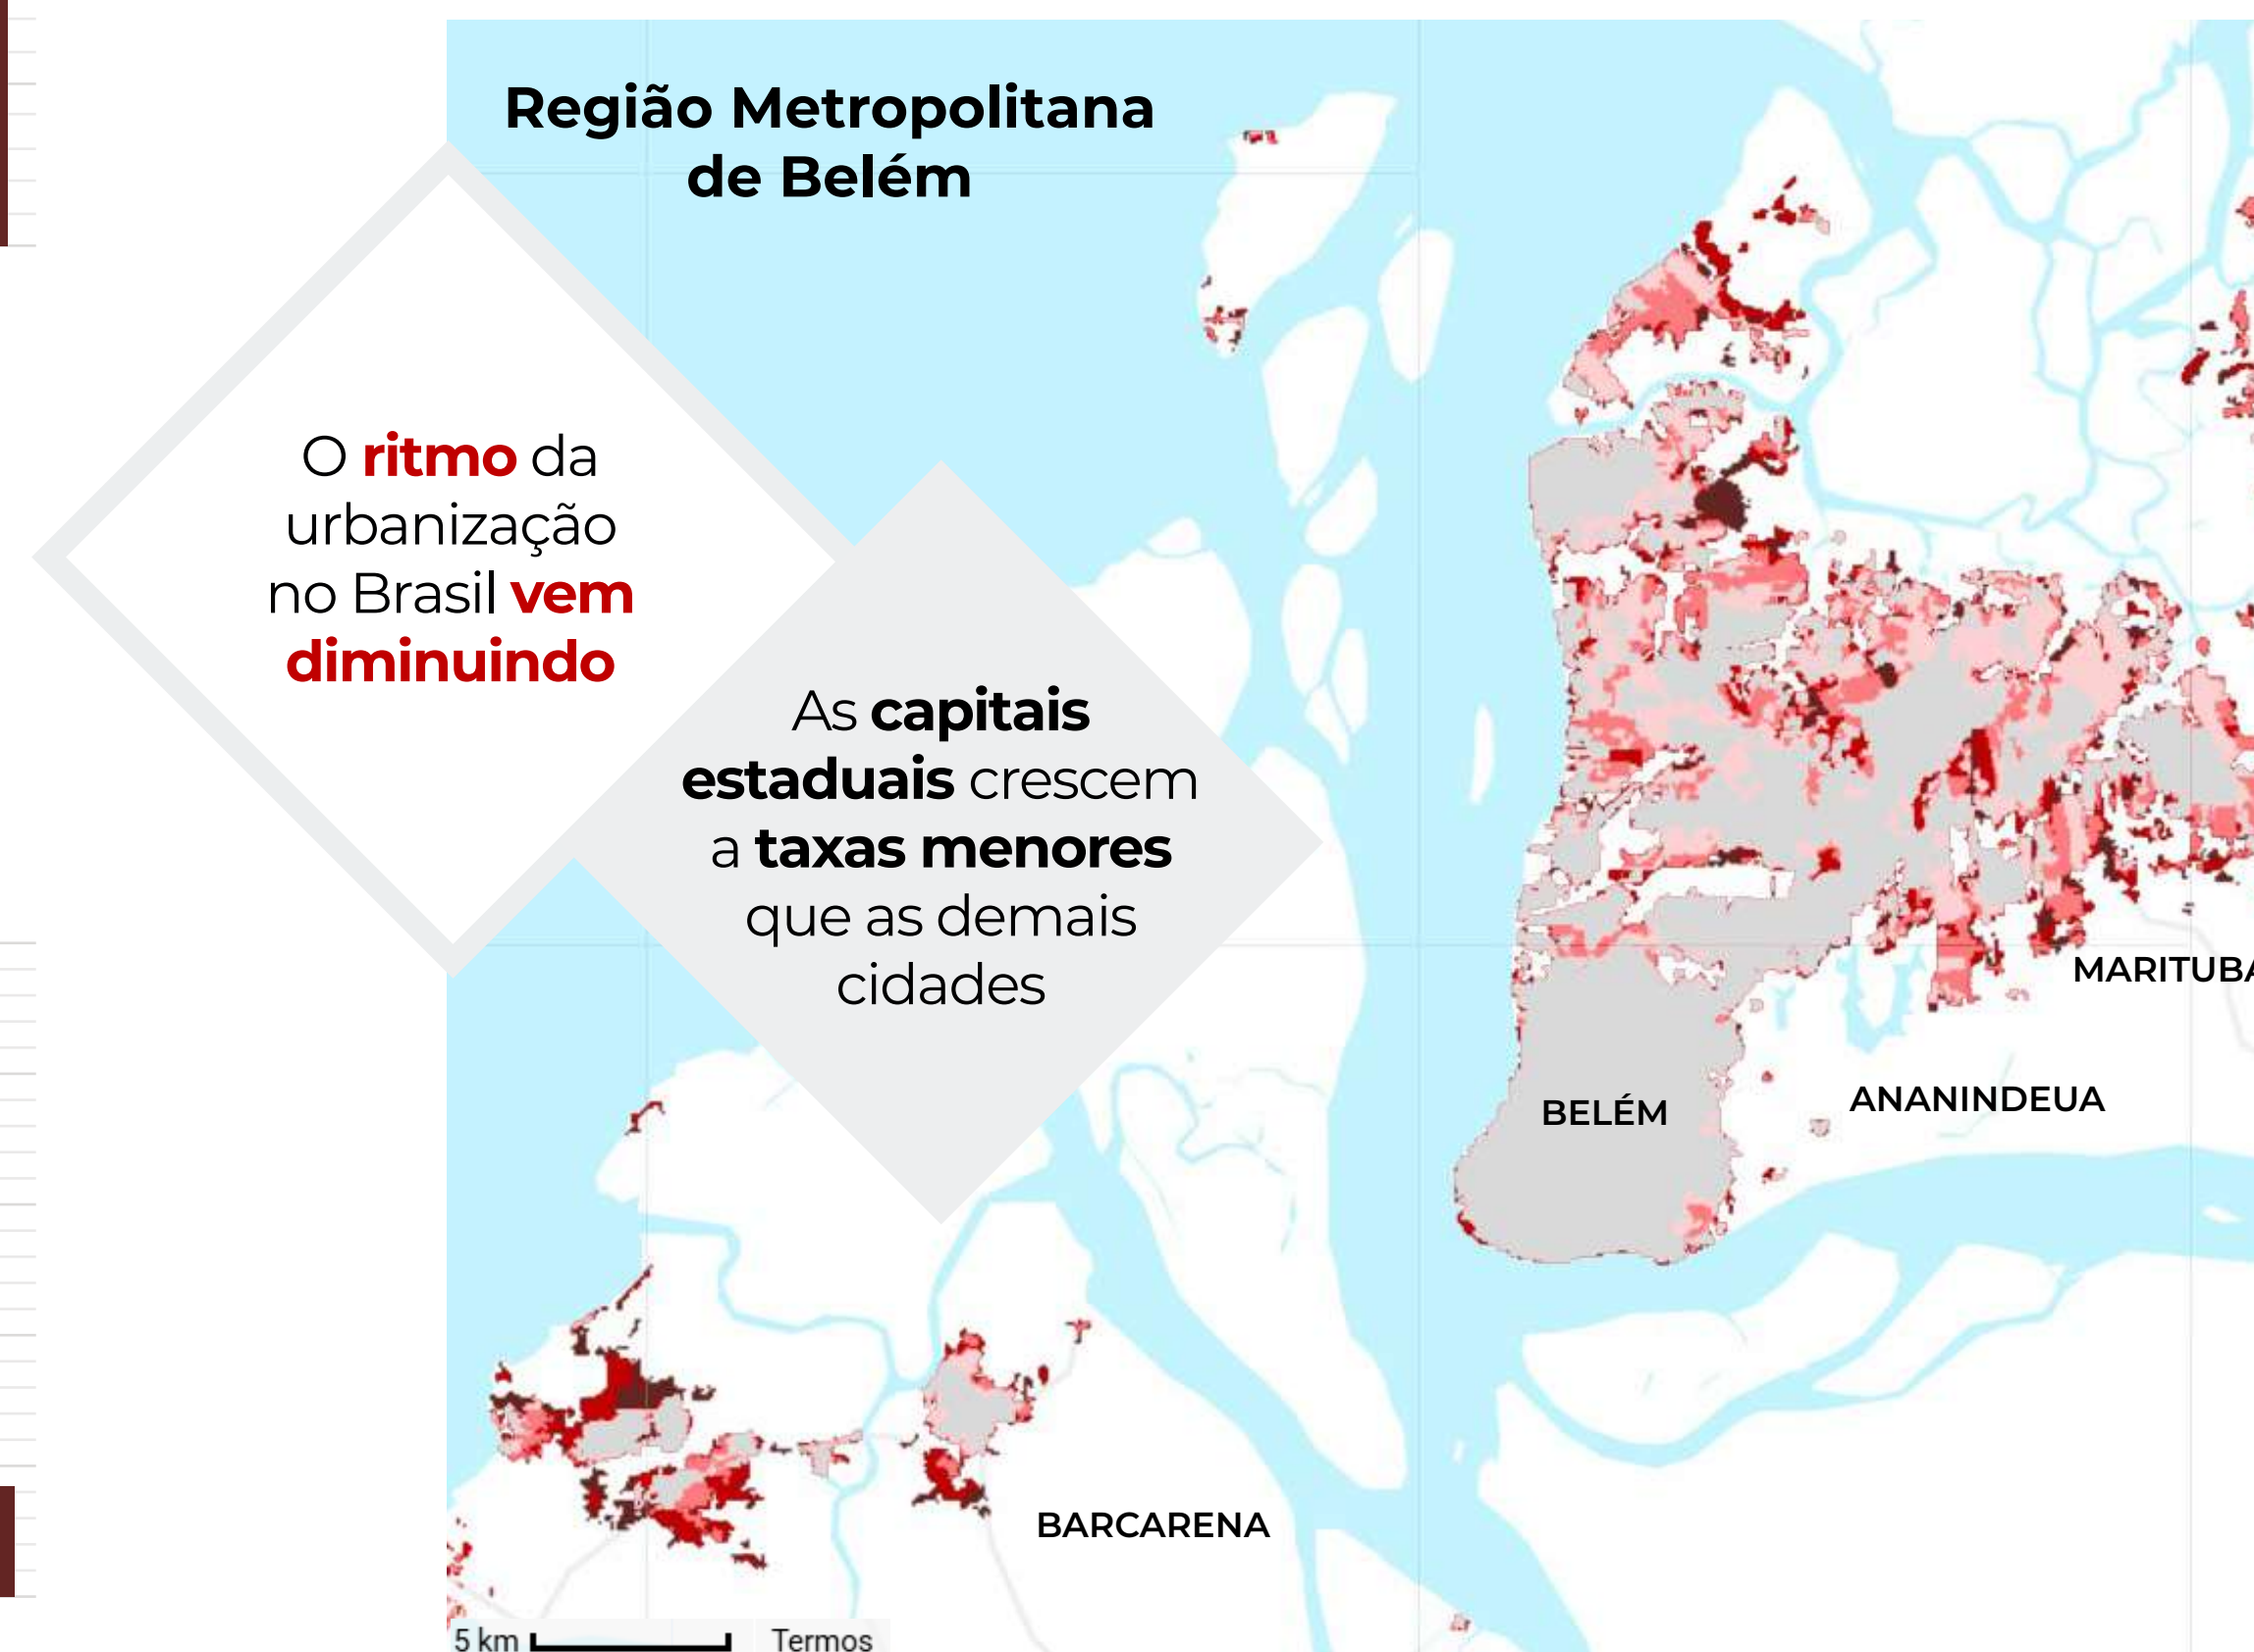 Região Metropolitana
de Belém
O ritmo da
urbanização
no Brasil vem
diminuindo
As capitais
estaduais crescem
a taxas menores
que as demais
cidades
MARITUBA
BELÉM
ANANINDEUA
BARCARENA
5 km
Termos